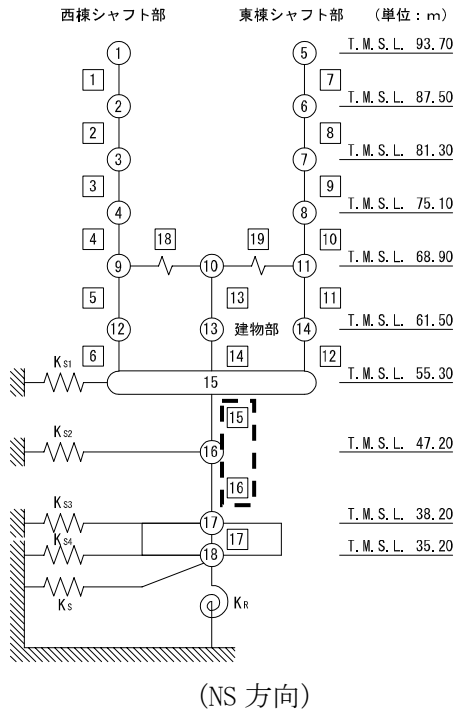 西棟シャフト部 東棟シャフト部 (単位：m)
1 5 T.M.S.L. 93.70
1 7
2 6 T.M.S.L. 87.50
2 8
3 7 T.M.S.L. 81.30
3 9
4 8 T.M.S.L. 75.10
4 18 19 10
9 10 11 T.M.S.L. 68.90
5 13 11
12 13 建物部 14 T.M.S.L. 61.50
6 14 12
KS1 15 T.M.S.L. 55.30
15
KS2 16 T.M.S.L. 47.20
16
KS3 17 T.M.S.L. 38.20
KS4 17
18 T.M.S.L. 35.20
KS KR
(NS 方向)